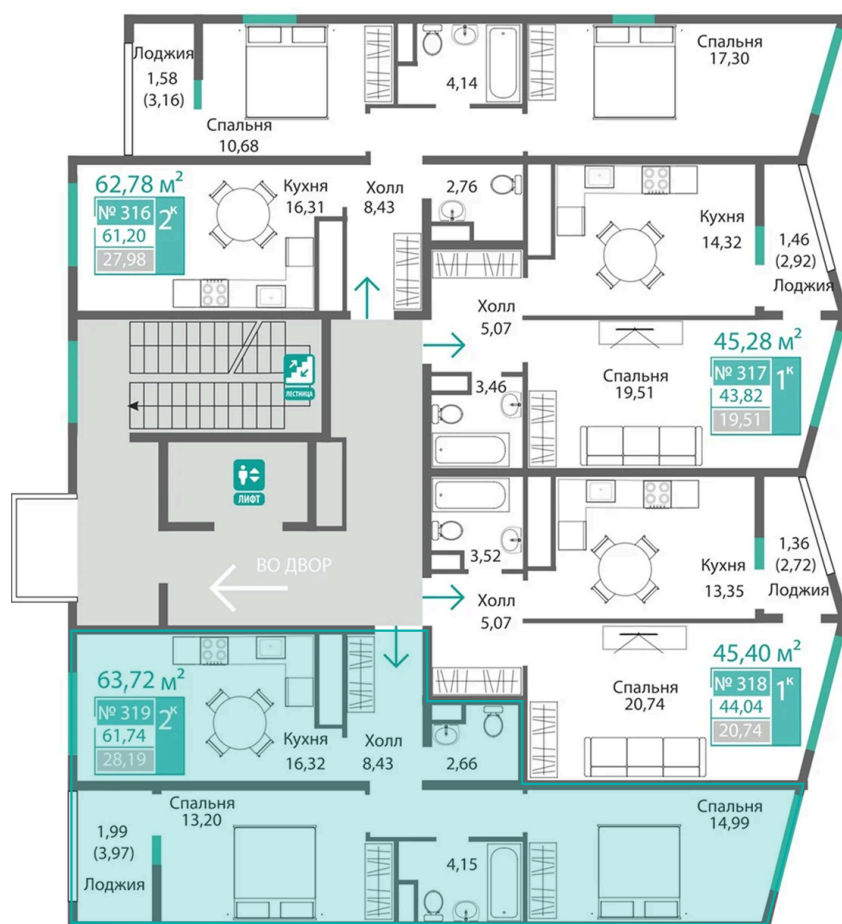 Лоджия
1,58
(3,16)
Спальня
10,68
4,14
Спальня
17,30
62,78 м²
№ 316
2ᴷ
61,20
27,98
Кухня
16,31
Холл
8,43
2,76
Кухня
14,32
1,46
(2,92)
Лоджия
Холл
5,07
45,28 м²
№ 317
1ᴷ
43,82
19,51
Спальня
19,51
3,46
ЛЕСТНИЦА
ЛИФТ
ВО ДВОР
3,52
Холл
5,07
Кухня
13,35
1,36
(2,72)
Лоджия
45,40 м²
№ 318
1ᴷ
44,04
20,74
Спальня
20,74
63,72 м²
№ 319
2ᴷ
61,74
28,19
Кухня
16,32
Холл
8,43
2,66
Спальня
13,20
Спальня
14,99
1,99
(3,97)
Лоджия
4,15